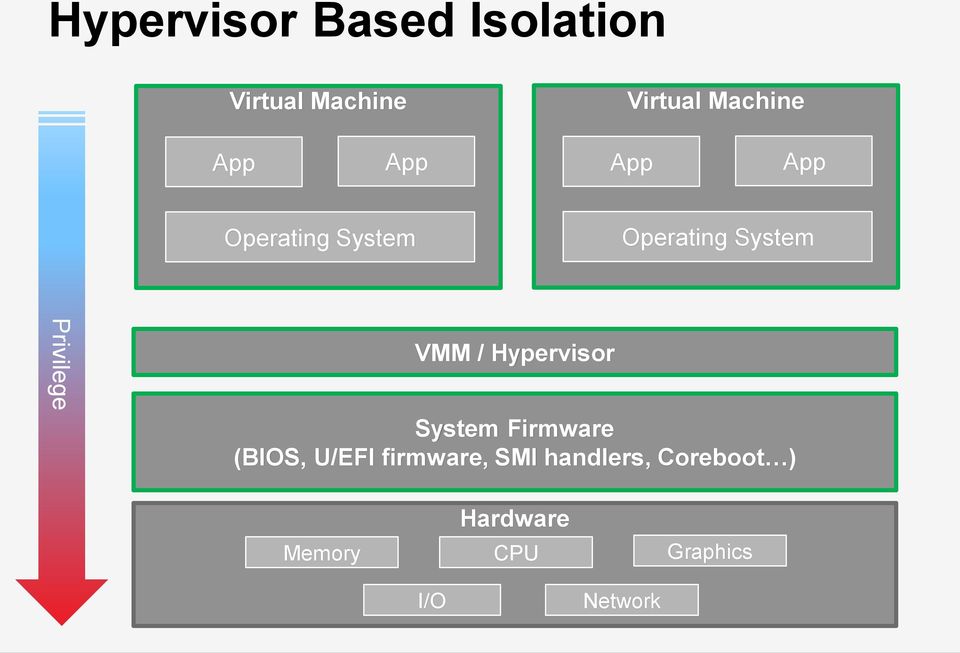 Hypervisor Based Isolation
Virtual Machine
App
App
Operating System
Virtual Machine
App
App
Operating System
Privilege
VMM / Hypervisor
System Firmware
(BIOS, U/EFI firmware, SMI handlers, Coreboot…)
Hardware
Memory
CPU
Graphics
I/O
Network